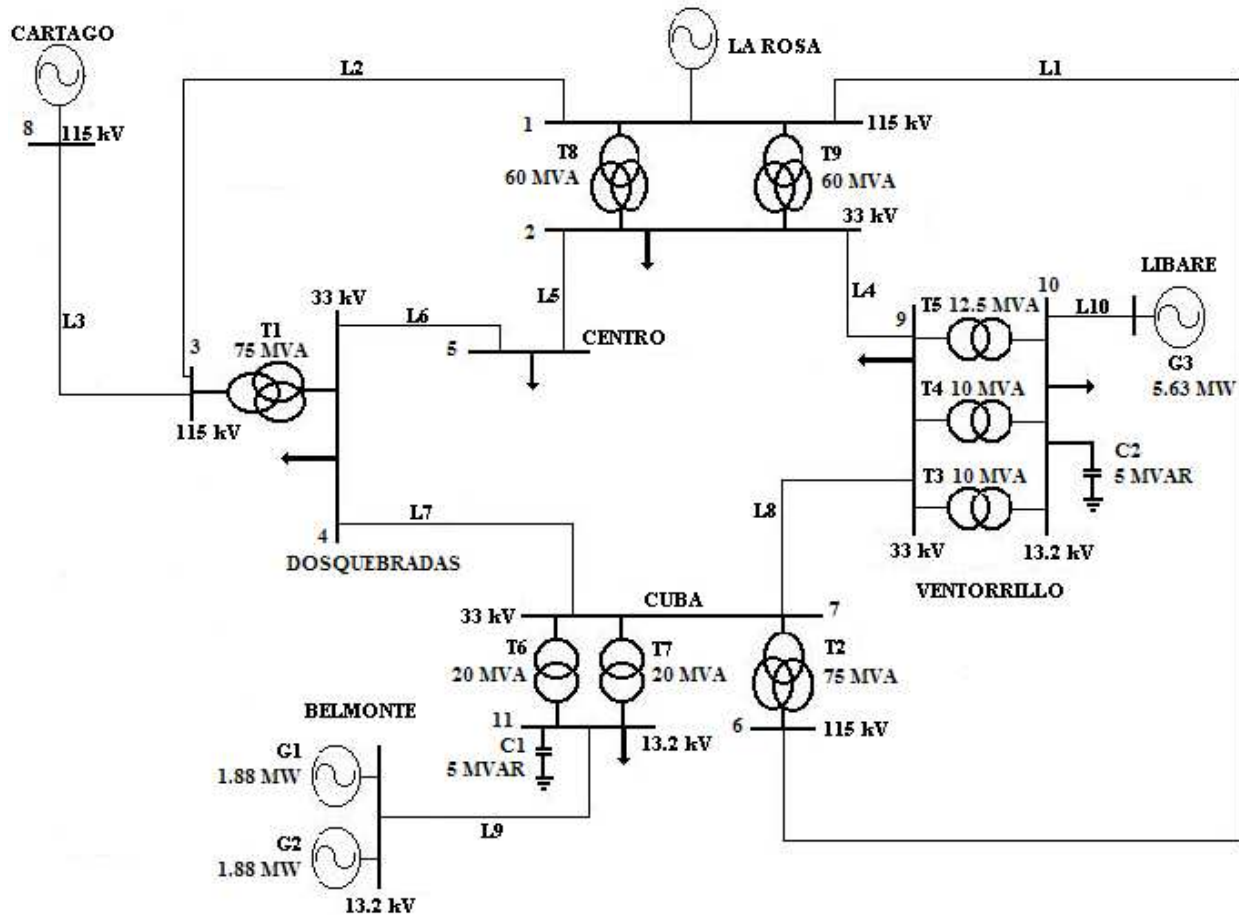 CARTAGO
8
115 kV
L2
LA ROSA
L1
1
115 kV
T8
60 MVA
T9
60 MVA
2
33 kV
L3
3
T1
75 MVA
115 kV
33 kV
L6
L5
5
CENTRO
L4
LIBARE
9
T5 12.5 MVA
10
L10
G3
5.63 MW
T4 10 MVA
C2
5 MVAR
T3 10 MVA
33 kV
13.2 kV
VENTORRILLO
L7
4
DOSQUEBRADAS
L8
CUBA
33 kV
7
T6
20 MVA
T7
20 MVA
T2
75 MVA
BELMONTE
11
13.2 kV
6
115 kV
C1
5 MVAR
G1
1.88 MW
L9
G2
1.88 MW
13.2 kV